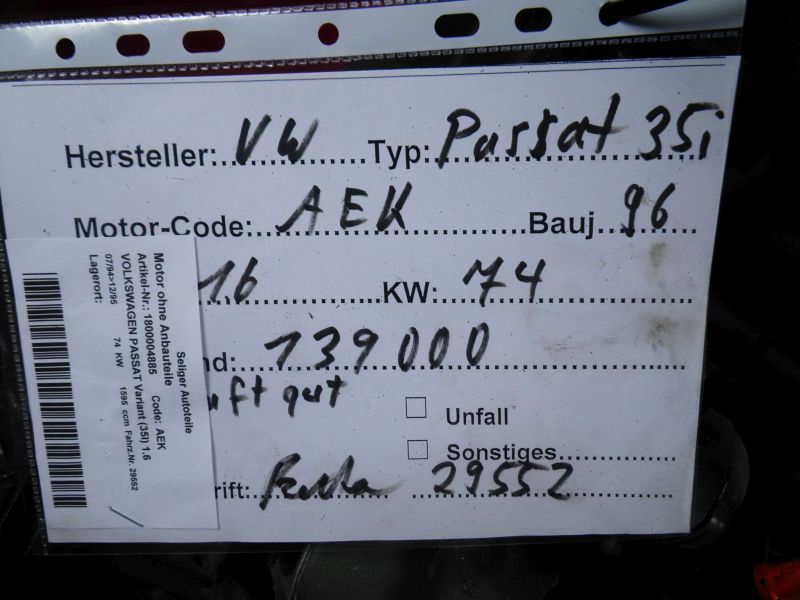 Hersteller: VW Typ: Passat 35i
Motor-Code: AEK Bauj 96
16 KW: 74
nd: 139000
uft gut
Unfall
Sonstiges
rift: 29552
Seliger Autoteile
Motor ohne Anbauteile
Artikel-Nr.: 1800004885 Code: AEK
VOLKSWAGEN PASSAT Variant (35I) 1.6
07/94>12/95 74 KW 1595 ccm Fahrz.Nr. 29552
Lagerort: